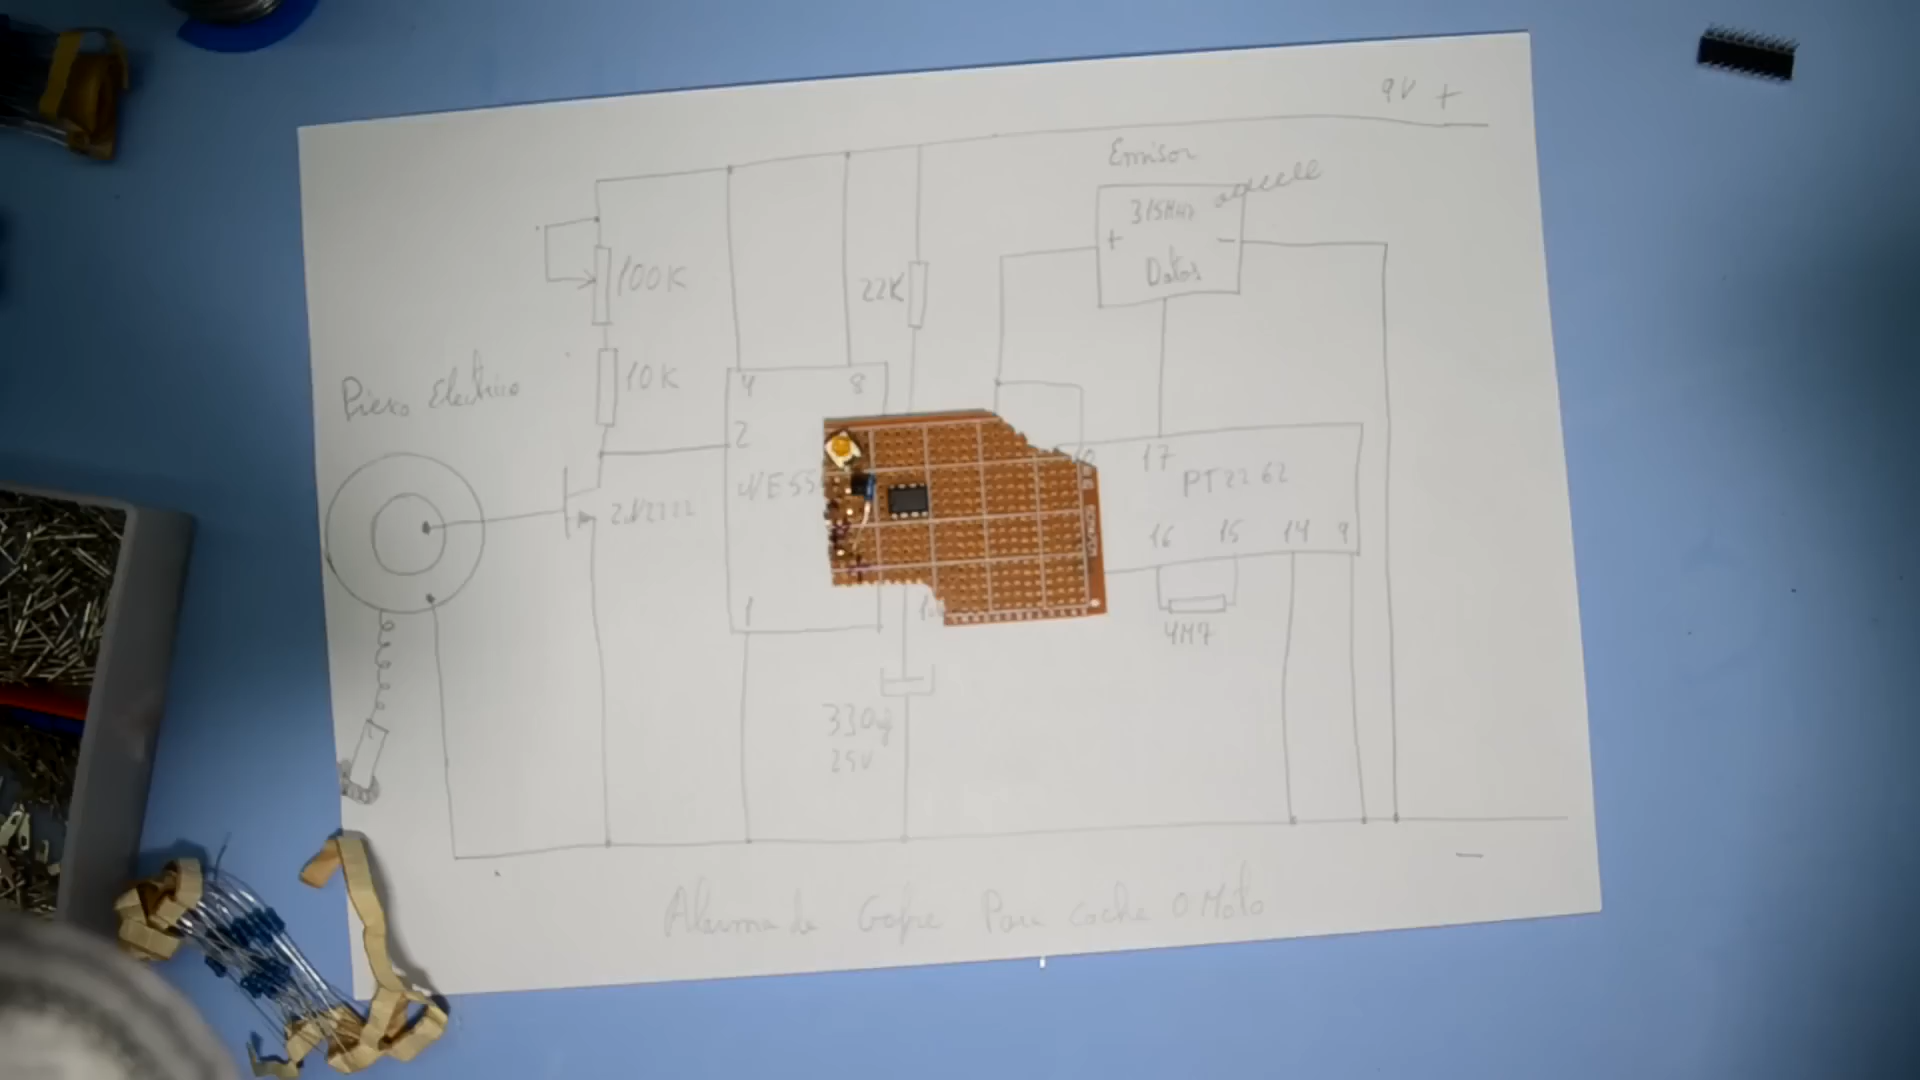 9V +
Emisor
315MHz
+ -
Datos
100K
22K
10K
Piezo Electrico
4 8
2
17
NE55
PT2262
2N2222
16 15 14 9
1
4M7
330uf
25V
-
Alarma de Golpe Para coche O Moto